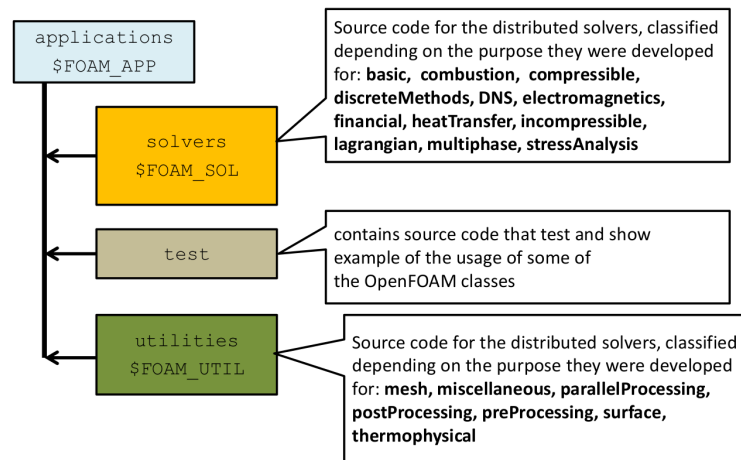 applications
$FOAM_APP
Source code for the distributed solvers, classified
depending on the purpose they were developed
for: basic, combustion, compressible,
discreteMethods, DNS, electromagnetics,
financial, heatTransfer, incompressible,
lagrangian, multiphase, stressAnalysis
solvers
$FOAM_SOL
contains source code that test and show
example of the usage of some of
the OpenFOAM classes
test
Source code for the distributed solvers, classified
depending on the purpose they were developed
for: mesh, miscellaneous, parallelProcessing,
postProcessing, preProcessing, surface,
thermophysical
utilities
$FOAM_UTIL